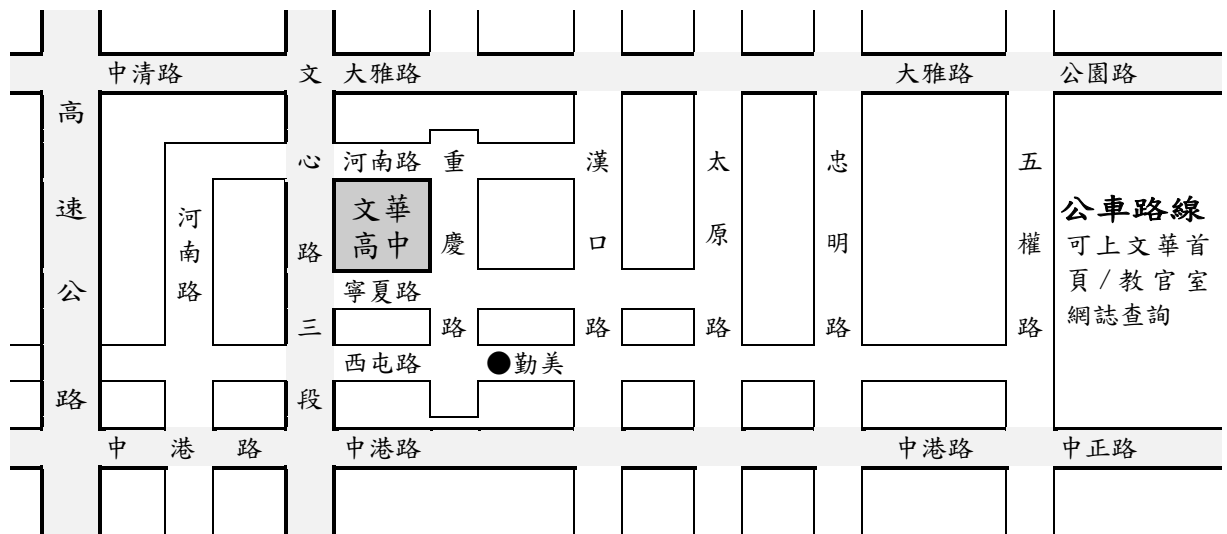 中清路
大雅路
大雅路
公園路
高速公路
文心路三段
河南路
河南路
重慶路
漢口路
太原路
忠明路
五權路
文華
高中
公車路線
可上文華首
頁/教官室
網誌查詢
寧夏路
西屯路
●勤美
中港路
中港路
中港路
中正路